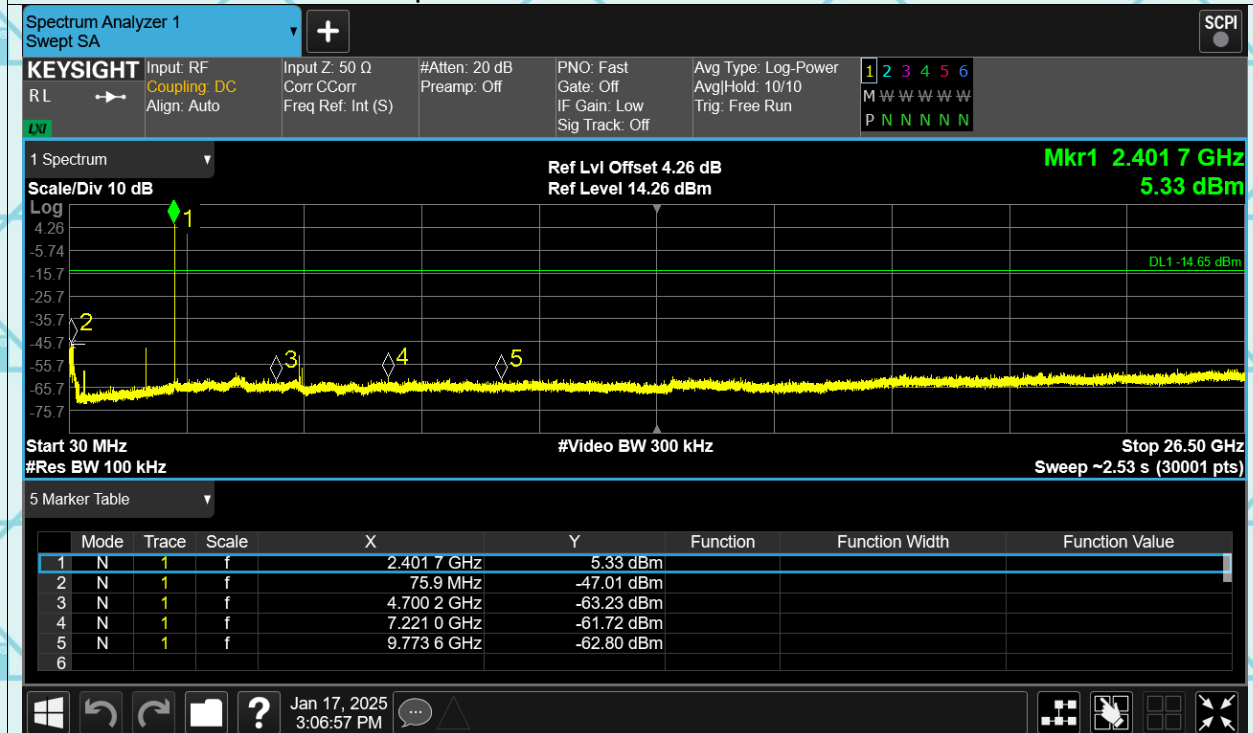 Spectrum Analyzer 1
Swept SA
+
SCPI
KEYSIGHT
RL
LXI
Input: RF
Coupling: DC
Align: Auto
Input Z: 50 Ω
Corr CCorr
Freq Ref: Int (S)
#Atten: 20 dB
Preamp: Off
PNO: Fast
Gate: Off
IF Gain: Low
Sig Track: Off
Avg Type: Log-Power
Avg|Hold: 10/10
Trig: Free Run
1 2 3 4 5 6
M W W W W W
P N N N N N
1 Spectrum
Scale/Div 10 dB
Log
Ref Lvl Offset 4.26 dB
Ref Level 14.26 dBm
Mkr1 2.401 7 GHz
5.33 dBm
4.26
-5.74
-15.7
-25.7
-35.7
-45.7
-55.7
-65.7
-75.7
1
DL1 -14.65 dBm
2
3
4
5
Start 30 MHz
#Video BW 300 kHz
Stop 26.50 GHz
#Res BW 100 kHz
Sweep ~2.53 s (30001 pts)
5 Marker Table
Mode Trace Scale X Y Function Function Width Function Value
1 N 1 f 2.401 7 GHz 5.33 dBm
2 N 1 f 75.9 MHz -47.01 dBm
3 N 1 f 4.700 2 GHz -63.23 dBm
4 N 1 f 7.221 0 GHz -61.72 dBm
5 N 1 f 9.773 6 GHz -62.80 dBm
6
?
Jan 17, 2025
3:06:57 PM